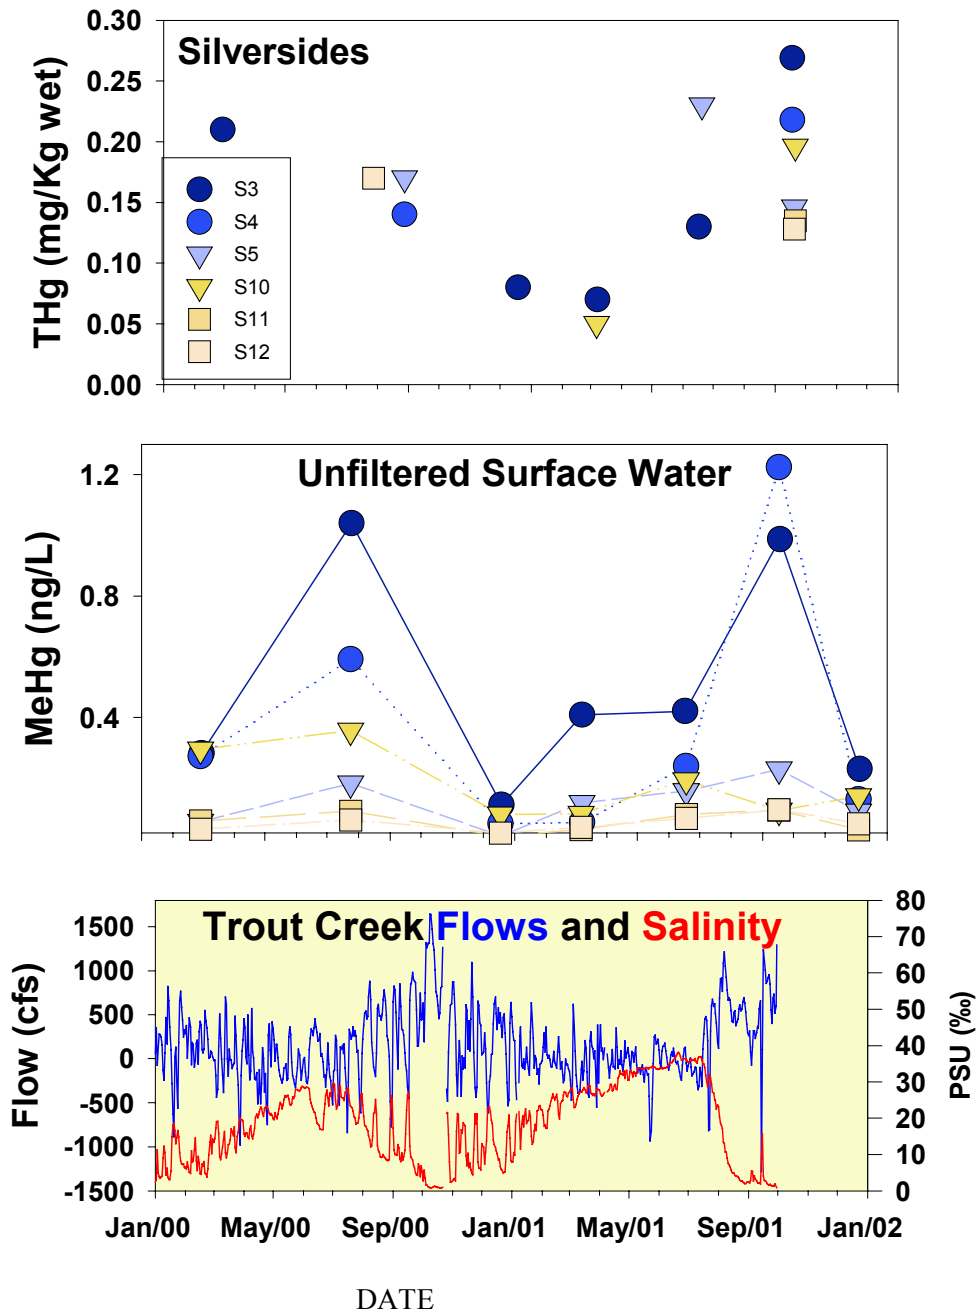 Silversides
THg (mg/Kg wet)
0.30
0.25
0.20
0.15
0.10
0.05
0.00
S3
S4
S5
S10
S11
S12
Unfiltered Surface Water
MeHg (ng/L)
1.2
0.8
0.4
Trout Creek Flows and Salinity
Flow (cfs)
1500
1000
500
0
-500
-1000
-1500
80
70
60
50
40
30
20
10
0
PSU (‰)
Jan/00 May/00 Sep/00 Jan/01 May/01 Sep/01 Jan/02
DATE